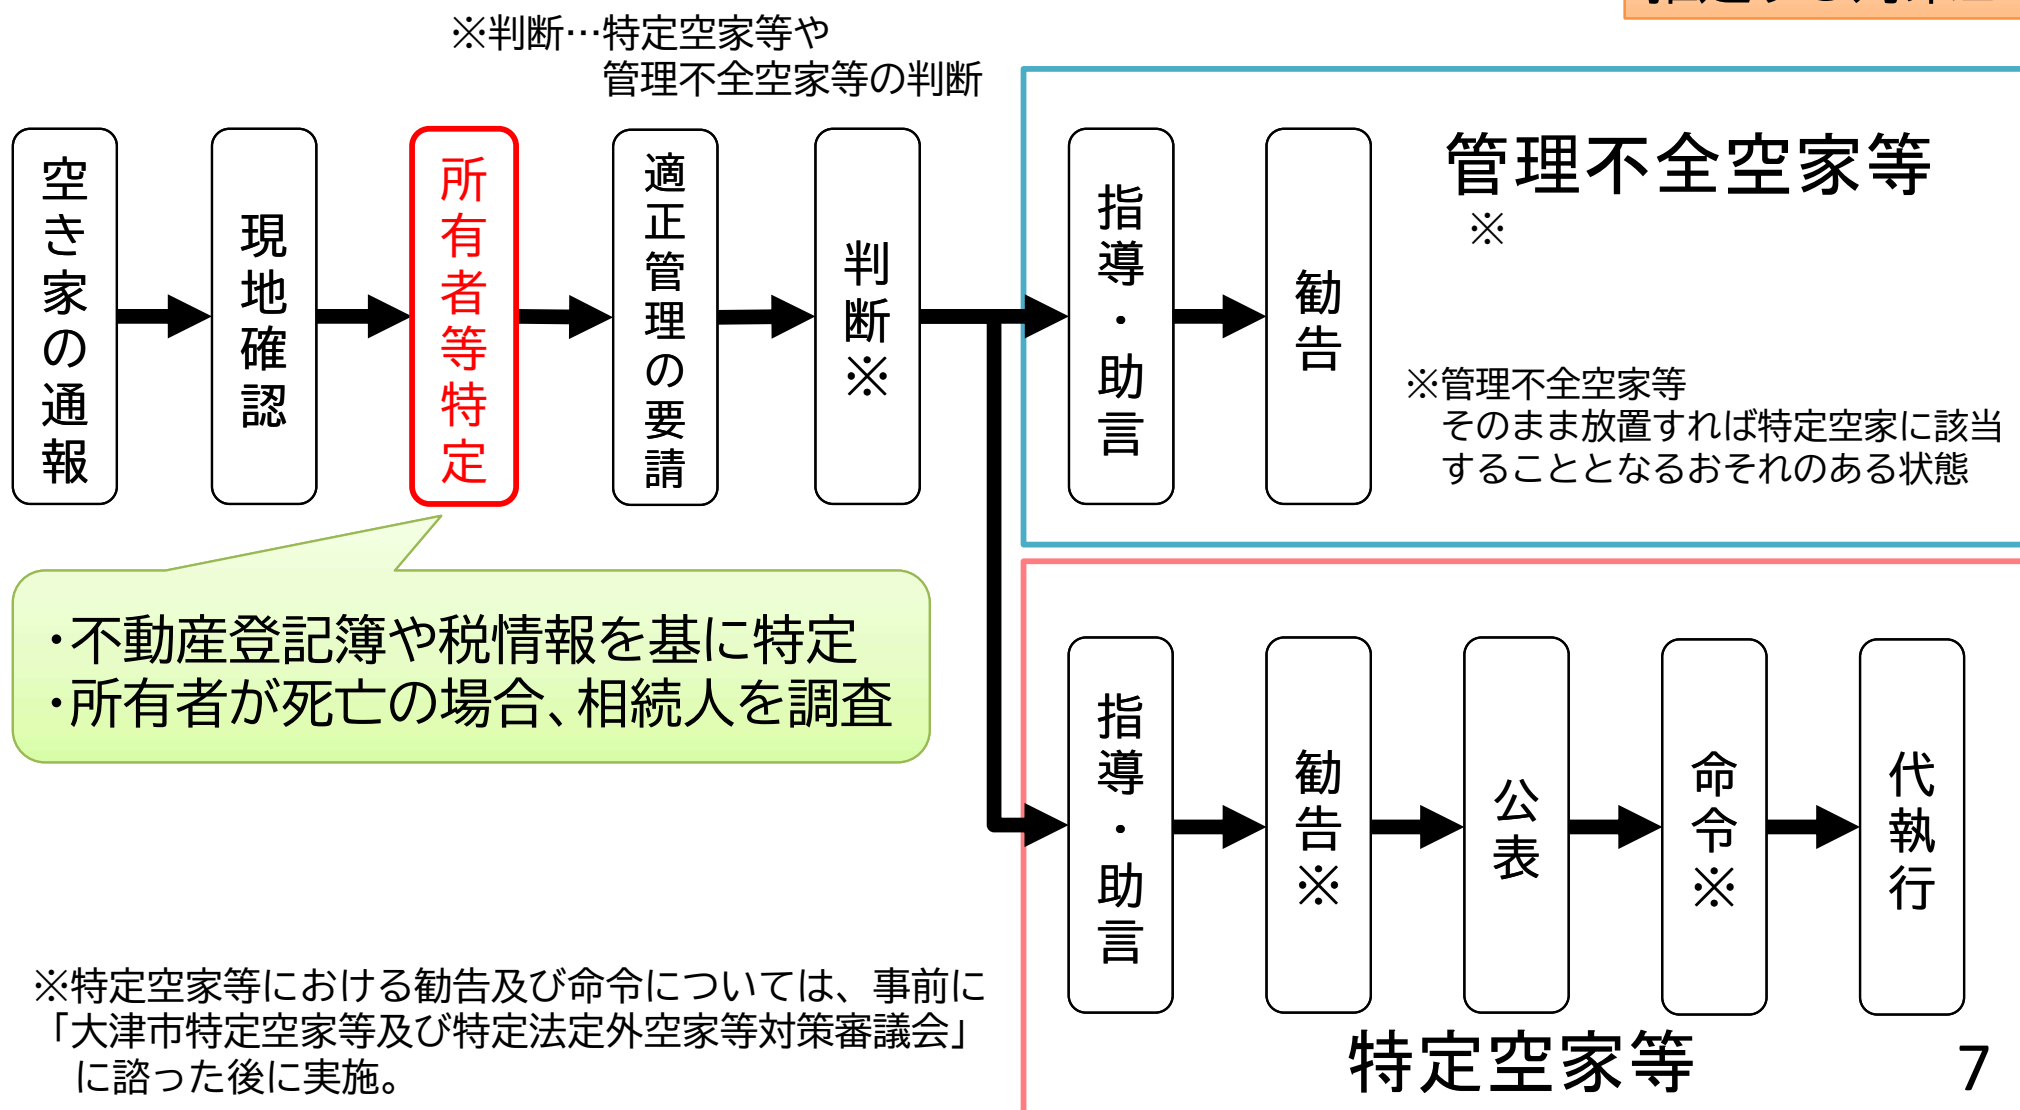 ※判断…特定空家等や
管理不全空家等の判断
空き家の通報
現地確認
所有者等特定
適正管理の要請
判断※
指導・助言
勧告
管理不全空家等
※
※管理不全空家等
そのまま放置すれば特定空家に該当
することとなるおそれのある状態
・不動産登記簿や税情報を基に特定
・所有者が死亡の場合、相続人を調査
指導・助言
勧告※
公表
命令※
代執行
特定空家等
※特定空家等における勧告及び命令については、事前に
「大津市特定空家等及び特定法定外空家等対策審議会」
に諮った後に実施。
7